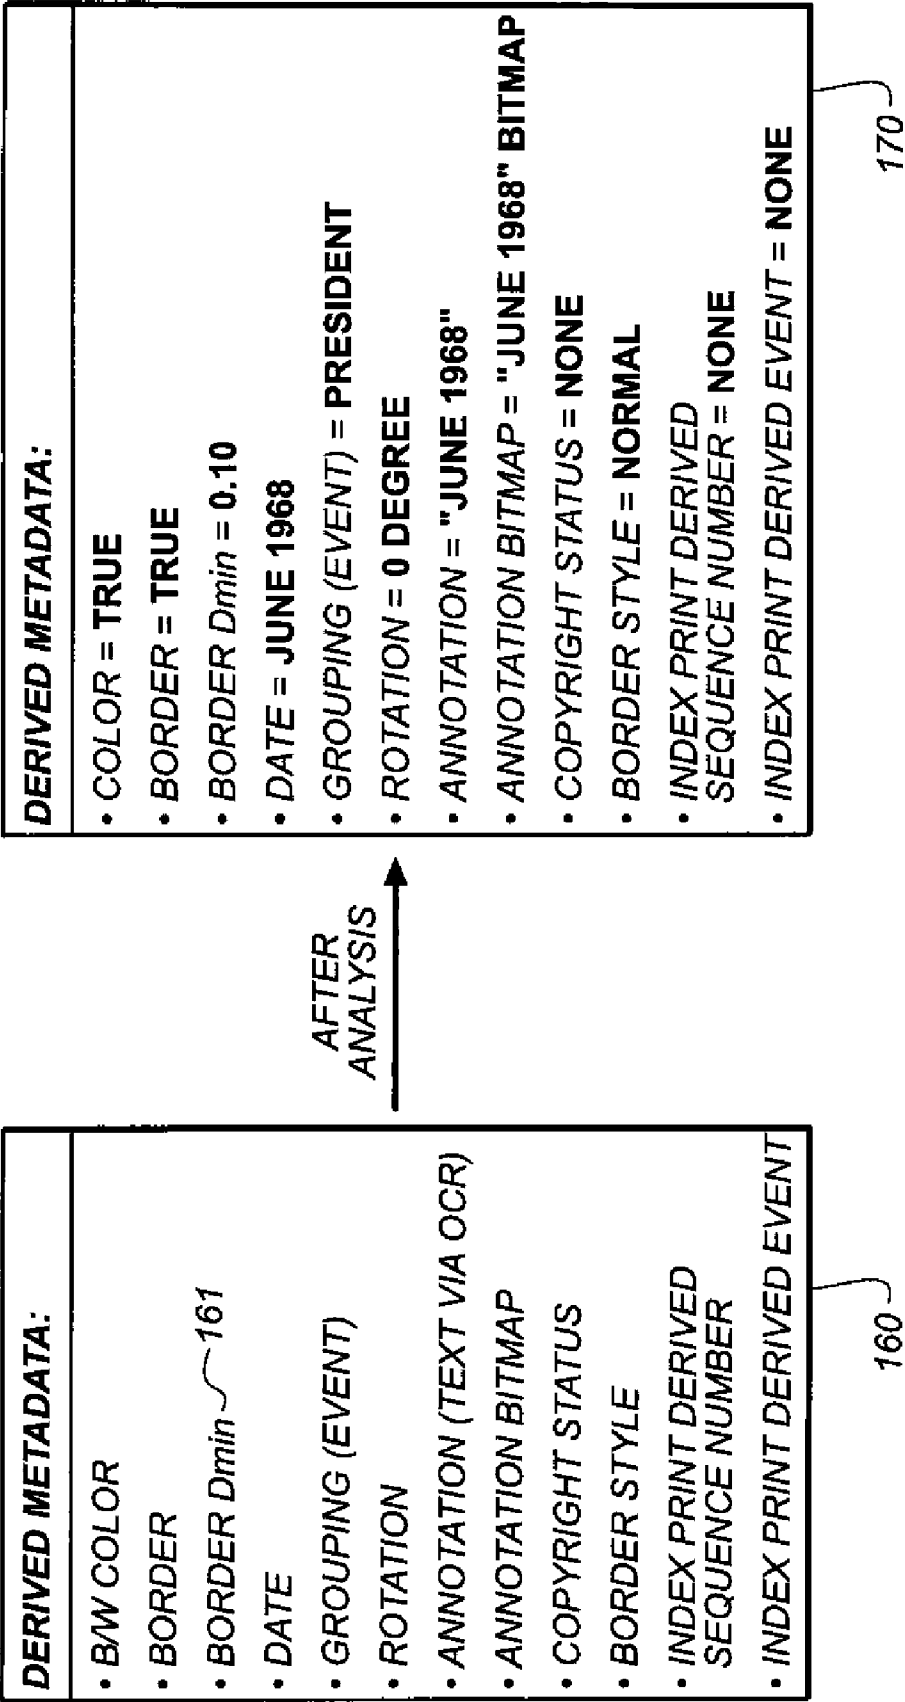 DERIVED METADATA:
• B/W COLOR
• BORDER
• BORDER Dmin 161
• DATE
• GROUPING (EVENT)
• ROTATION
• ANNOTATION (TEXT VIA OCR)
• ANNOTATION BITMAP
• COPYRIGHT STATUS
• BORDER STYLE
• INDEX PRINT DERIVED
SEQUENCE NUMBER
• INDEX PRINT DERIVED EVENT
160
AFTER
ANALYSIS
DERIVED METADATA:
• COLOR = TRUE
• BORDER = TRUE
• BORDER Dmin = 0.10
• DATE = JUNE 1968
• GROUPING (EVENT) = PRESIDENT
• ROTATION = 0 DEGREE
• ANNOTATION = "JUNE 1968"
• ANNOTATION BITMAP = "JUNE 1968" BITMAP
• COPYRIGHT STATUS = NONE
• BORDER STYLE = NORMAL
• INDEX PRINT DERIVED
SEQUENCE NUMBER = NONE
• INDEX PRINT DERIVED EVENT = NONE
170